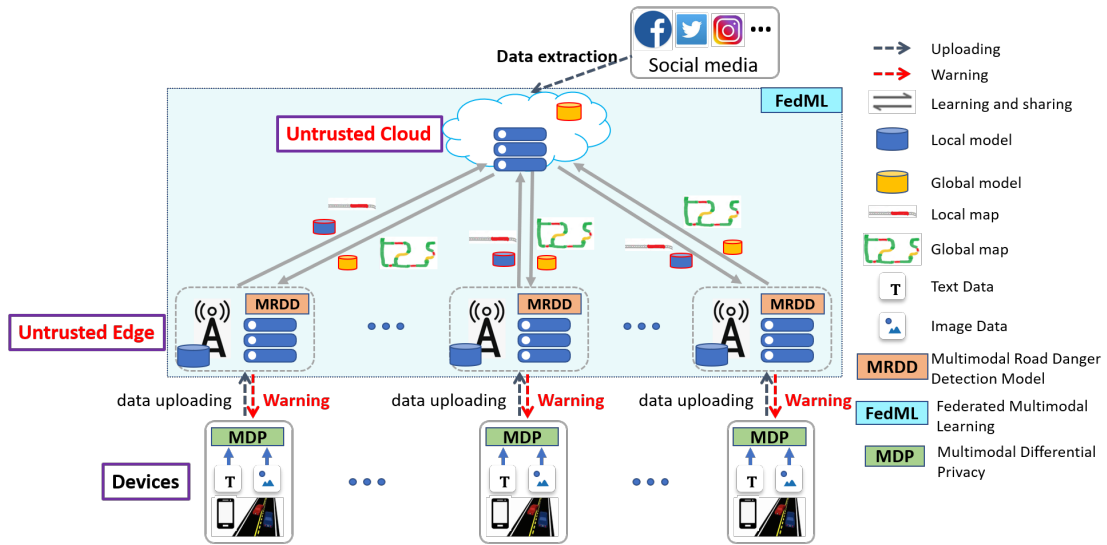 Data extraction
Social media
FedML
Untrusted Cloud
Untrusted Edge
MRDD
MRDD
MRDD
data uploading
Warning
data uploading
Warning
data uploading
Warning
Devices
MDP
T
MDP
T
MDP
T
Uploading
Warning
Learning and sharing
Local model
Global model
Local map
Global map
T
Text Data
Image Data
MRDD
Multimodal Road Danger
Detection Model
FedML
Federated Multimodal
Learning
MDP
Multimodal Differential
Privacy